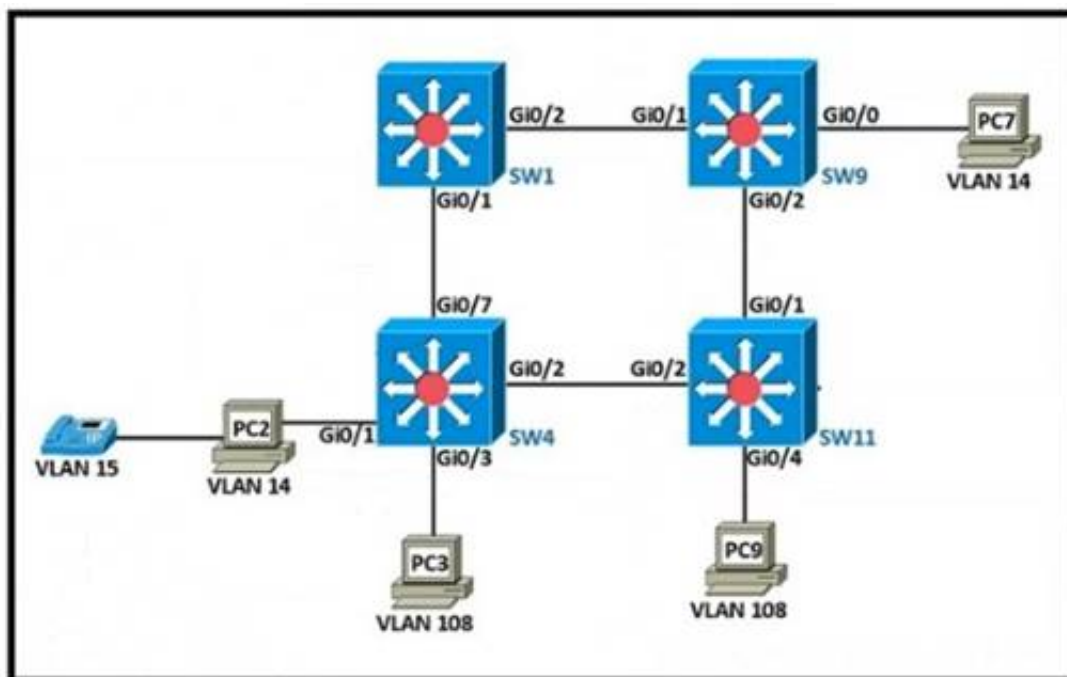 Gi0/2
Gi0/1
Gi0/0
PC7
SW1
SW9
VLAN 14
Gi0/1
Gi0/2
Gi0/7
Gi0/1
Gi0/2
Gi0/2
PC2
Gi0/1
SW4
SW11
VLAN 15
Gi0/3
Gi0/4
VLAN 14
PC3
PC9
VLAN 108
VLAN 108